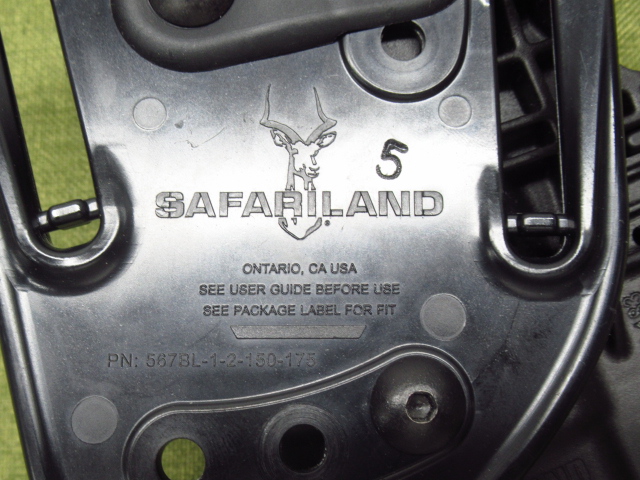 5
SAFARILAND
®
ONTARIO, CA USA
SEE USER GUIDE BEFORE USE
SEE PACKAGE LABEL FOR FIT
PN: 567BL-1-2-150-175